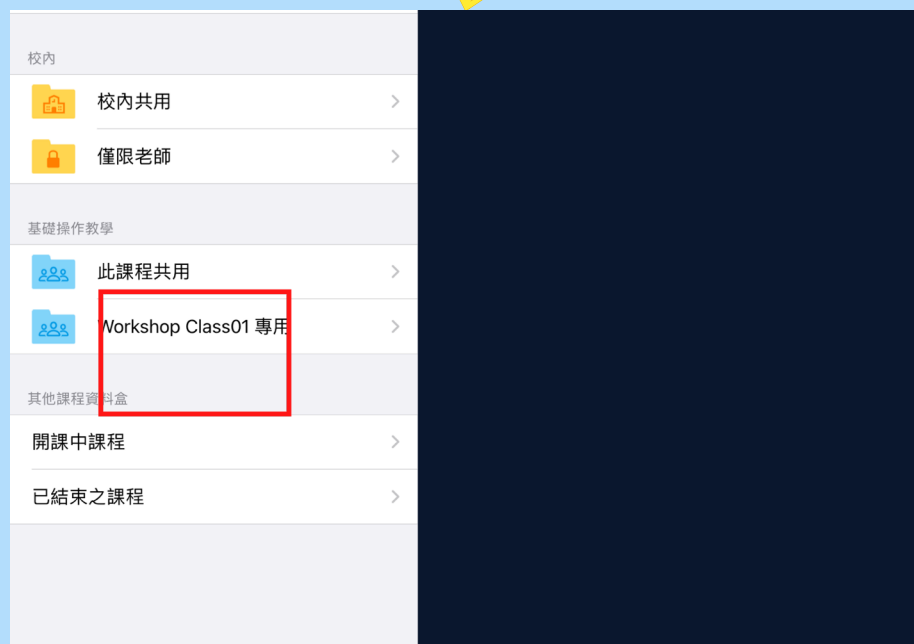 校內
校內共用
僅限老師
基礎操作教學
此課程共用
Workshop Class01 專用
其他課程資料盒
開課中課程
已結束之課程